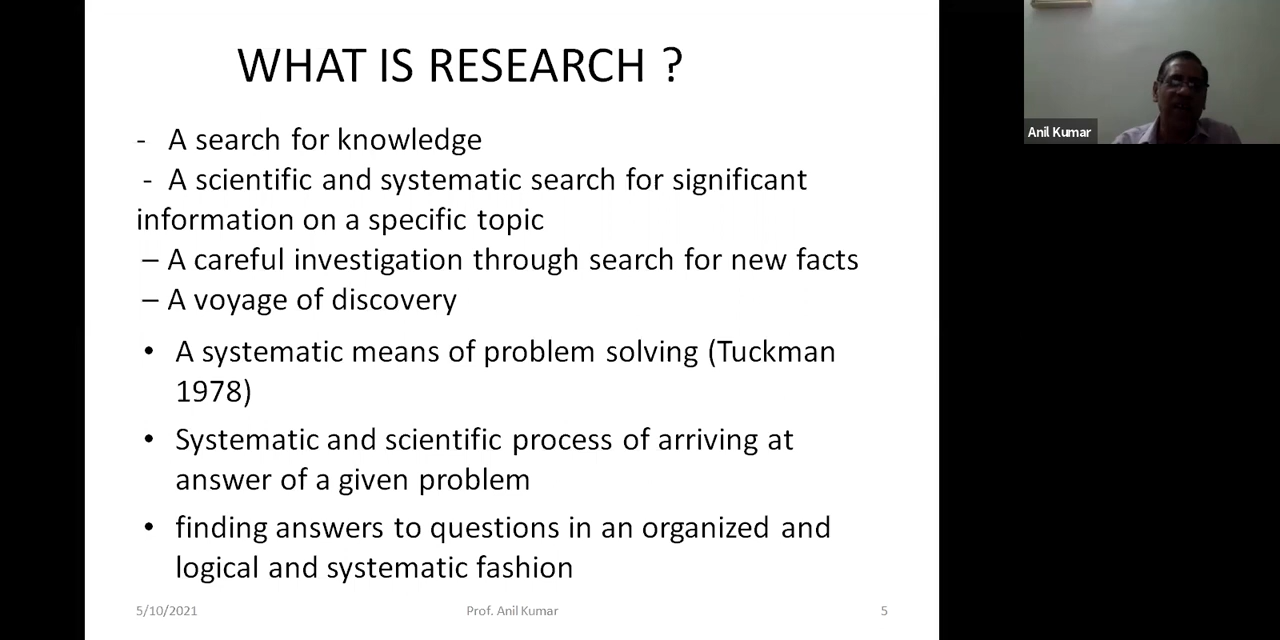 WHAT IS RESEARCH ?
- A search for knowledge
- A scientific and systematic search for significant
information on a specific topic
– A careful investigation through search for new facts
– A voyage of discovery
• A systematic means of problem solving (Tuckman
1978)
• Systematic and scientific process of arriving at
answer of a given problem
• finding answers to questions in an organized and
logical and systematic fashion
5/10/2021
Prof. Anil Kumar
5
Anil Kumar